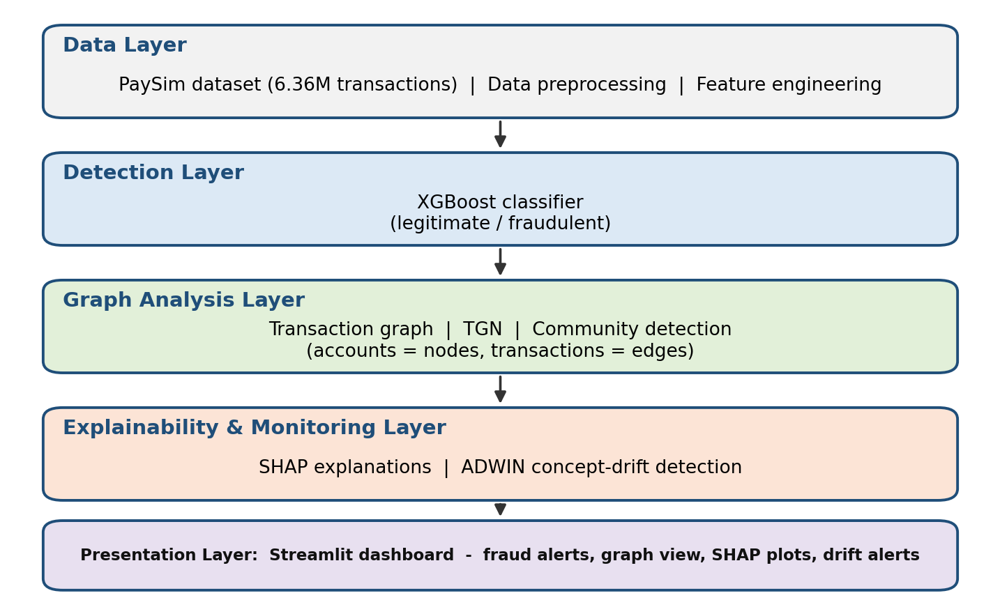 Data Layer
PaySim dataset (6.36M transactions) | Data preprocessing | Feature engineering
Detection Layer
XGBoost classifier
(legitimate / fraudulent)
Graph Analysis Layer
Transaction graph | TGN | Community detection
(accounts = nodes, transactions = edges)
Explainability & Monitoring Layer
SHAP explanations | ADWIN concept-drift detection
Presentation Layer: Streamlit dashboard - fraud alerts, graph view, SHAP plots, drift alerts